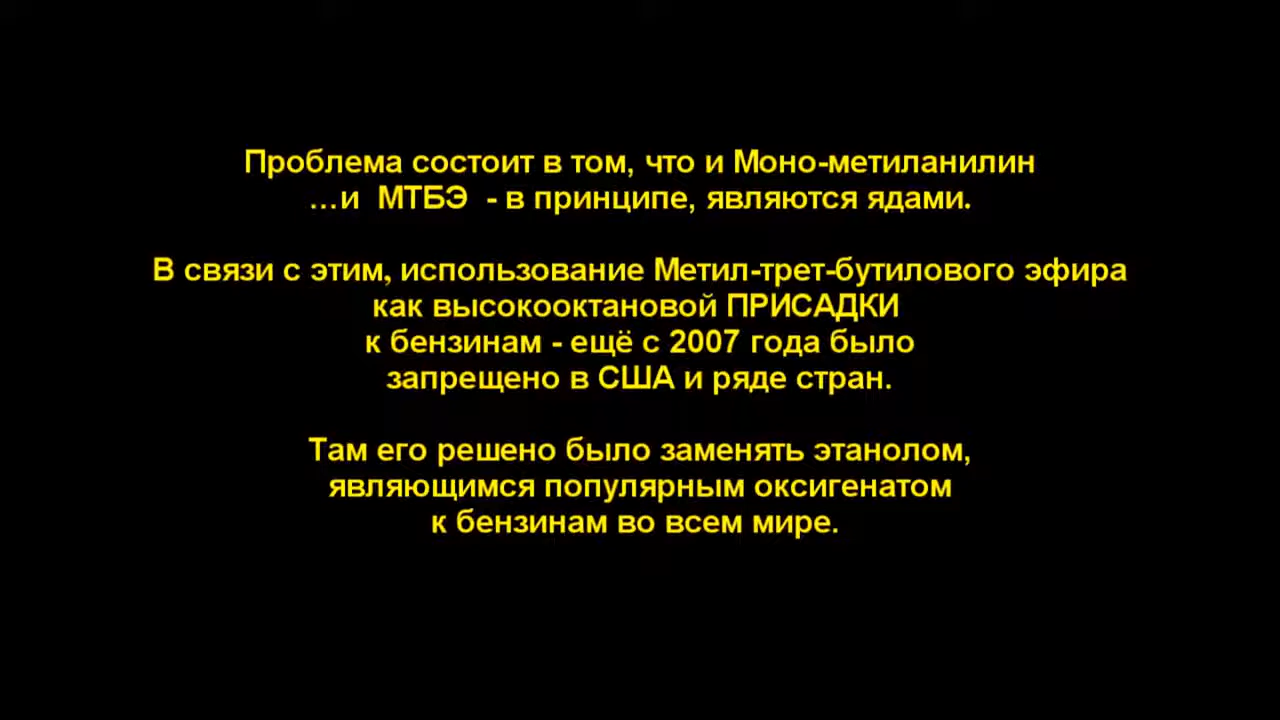 Проблема состоит в том, что и Моно-метиланилин
...и МТБЭ - в принципе, являются ядами.
В связи с этим, использование Метил-трет-бутилового эфира
как высокооктановой ПРИСАДКИ
к бензинам - ещё с 2007 года было
запрещено в США и ряде стран.
Там его решено было заменять этанолом,
являющимся популярным оксигенатом
к бензинам во всем мире.